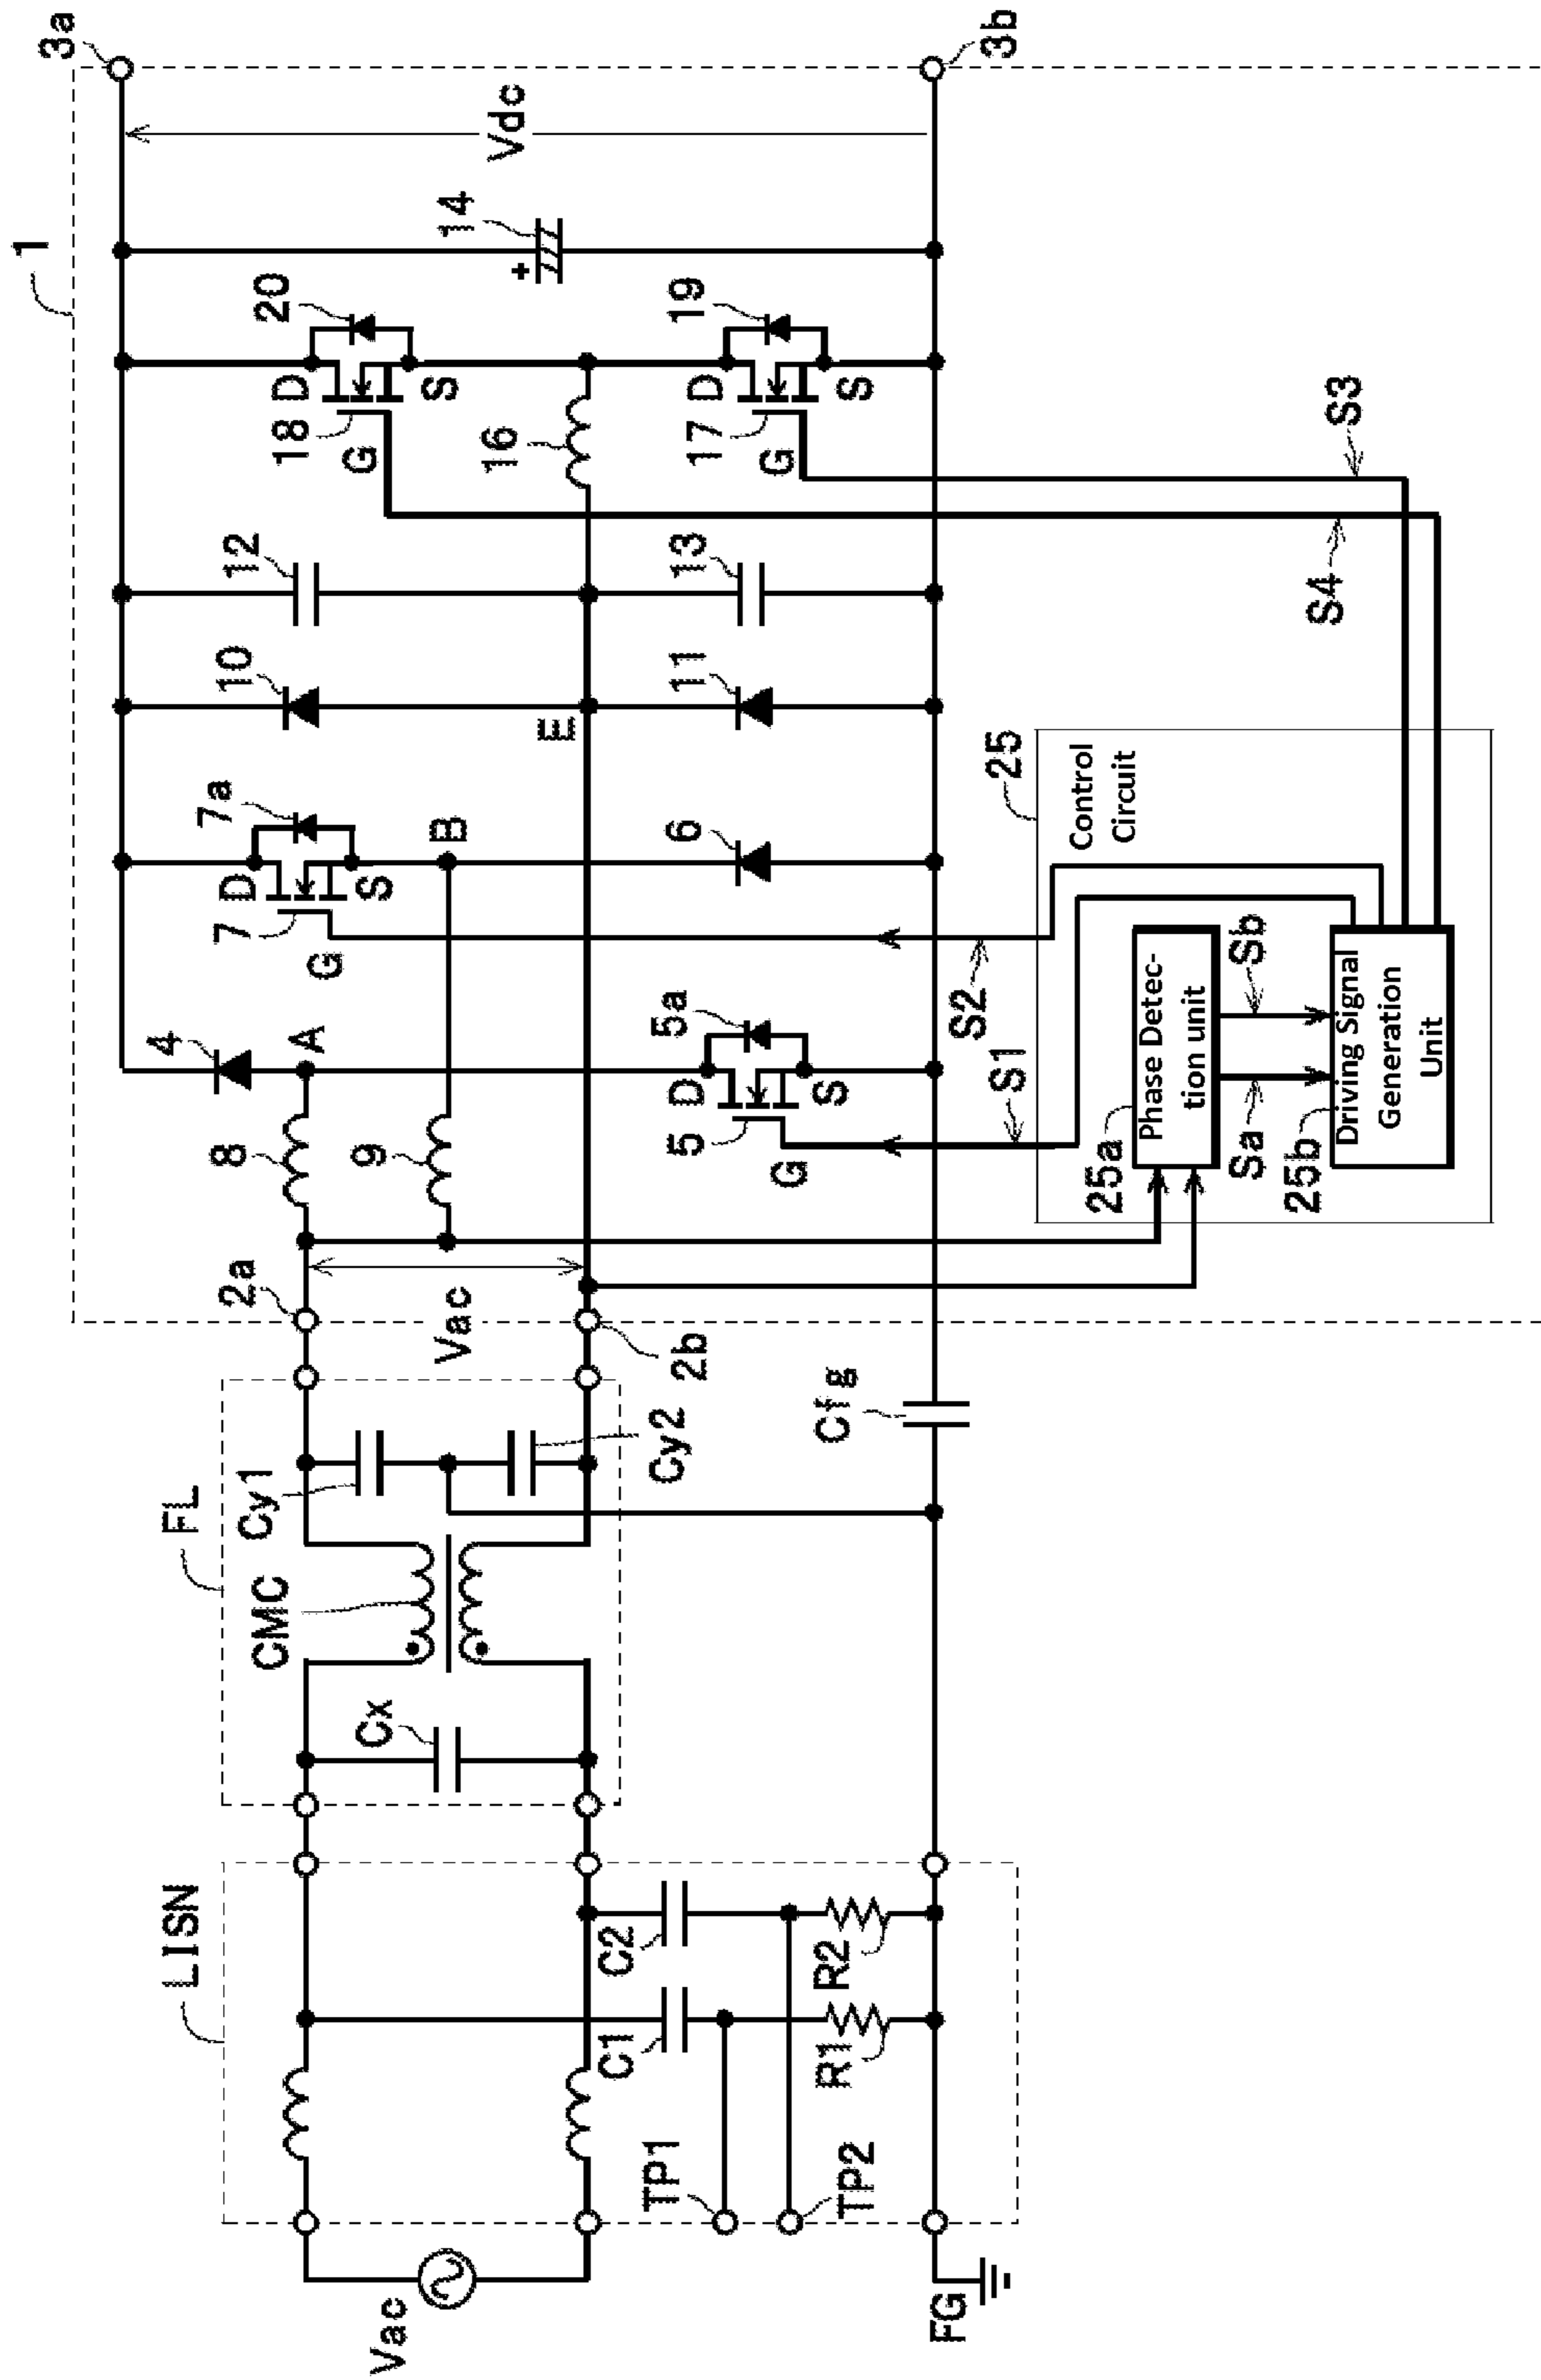 1
3a
3b
Vdc
14
20
D
18
G
S
19
D
17
G
S
16
S3
S4
12
13
10
11
E
7a
D
7
G
S
B
6
25
Control
Circuit
4
A
5a
D
5
G
S
S2
S1
8
9
25a
Phase Detec-
tion unit
Sa
Sb
25b
Driving Signal
Generation
Unit
2a
Vac
2b
Cfg
FL
Cy1
Cy2
CMC
Cx
LISN
C2
C1
R2
R1
TP1
TP2
Vac
FG